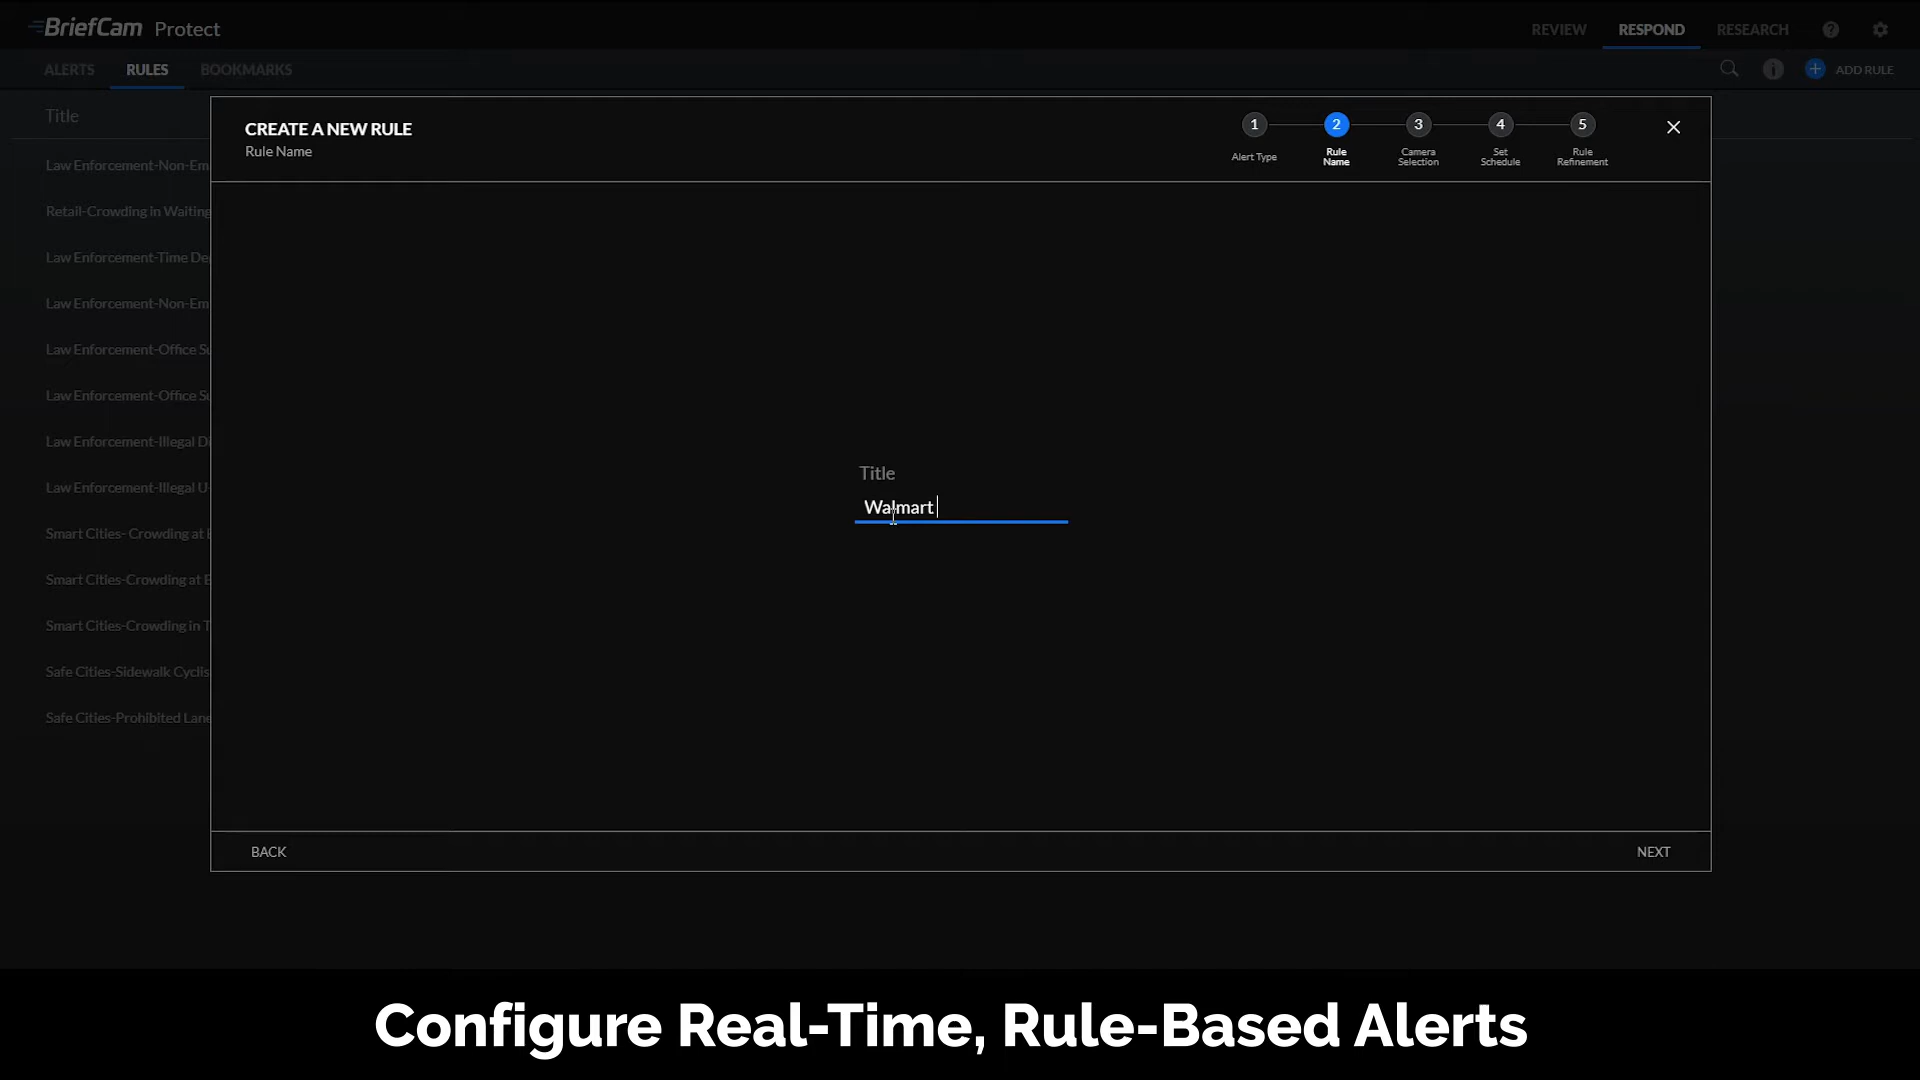 BriefCam Protect
REVIEW RESPOND RESEARCH ?
ALERTS RULES BOOKMARKS
i + ADD RULE
Title
CREATE A NEW RULE
Rule Name
1 2 3 4 5
Alert Type
Rule
Name
Camera
Selection
Set
Schedule
Rule
Refinement
Law Enforcement-Non-Em
Retail-Crowding in Waiting
Law Enforcement-Time De
Law Enforcement-Non-Em
Law Enforcement-Office Su
Law Enforcement-Office Su
Law Enforcement-Illegal D
Law Enforcement-Illegal U
Smart Cities- Crowding at
Smart Cities-Crowding at
Smart Cities-Crowding in T
Safe Cities-Sidewalk Cyclis
Safe Cities-Prohibited Lane
Title
Walmart
BACK
NEXT
Configure Real-Time, Rule-Based Alerts